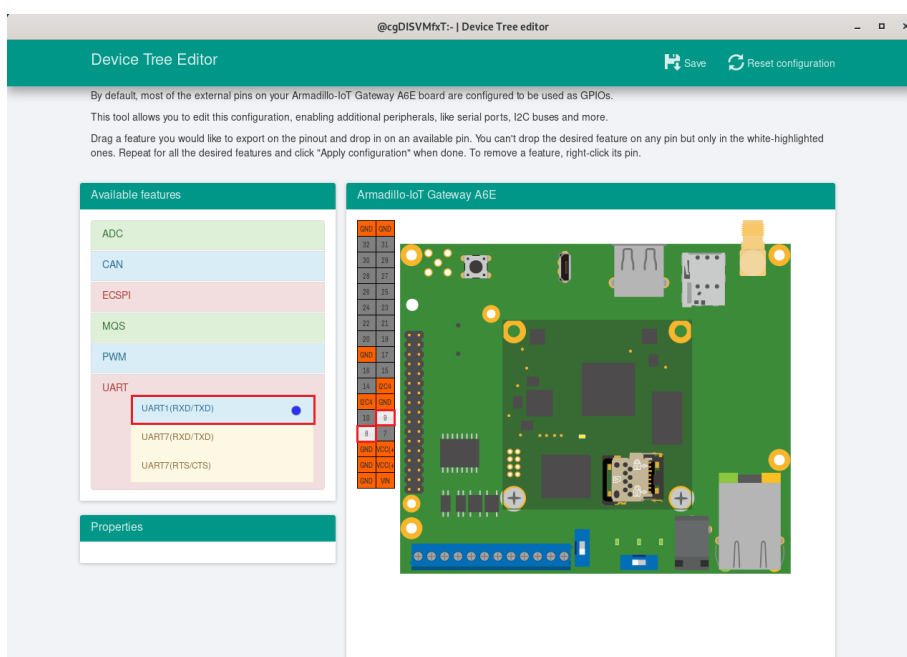 @cgDISVMfxT:~ | Device Tree editor
Device Tree Editor
Save
Reset configuration
By default, most of the external pins on your Armadillo-IoT Gateway A6E board are configured to be used as GPIOs.
This tool allows you to edit this configuration, enabling additional peripherals, like serial ports, I2C buses and more.
Drag a feature you would like to export on the pinout and drop in on an available pin. You can't drop the desired feature on any pin but only in the white-highlighted
ones. Repeat for all the desired features and click "Apply configuration" when done. To remove a feature, right-click its pin.
Available features
ADC
CAN
ECSPI
MQS
PWM
UART
UART1(RXD/TXD)
UART7(RXD/TXD)
UART7(RTS/CTS)
Properties
Armadillo-IoT Gateway A6E
GND GND
32 31
30 29
28 27
26 25
24 23
22 21
20 19
GND 17
16 15
14 I2C4
I2C4 GND
10 9
8 7
GND VCC(+
GND VCC(+
GND VIN